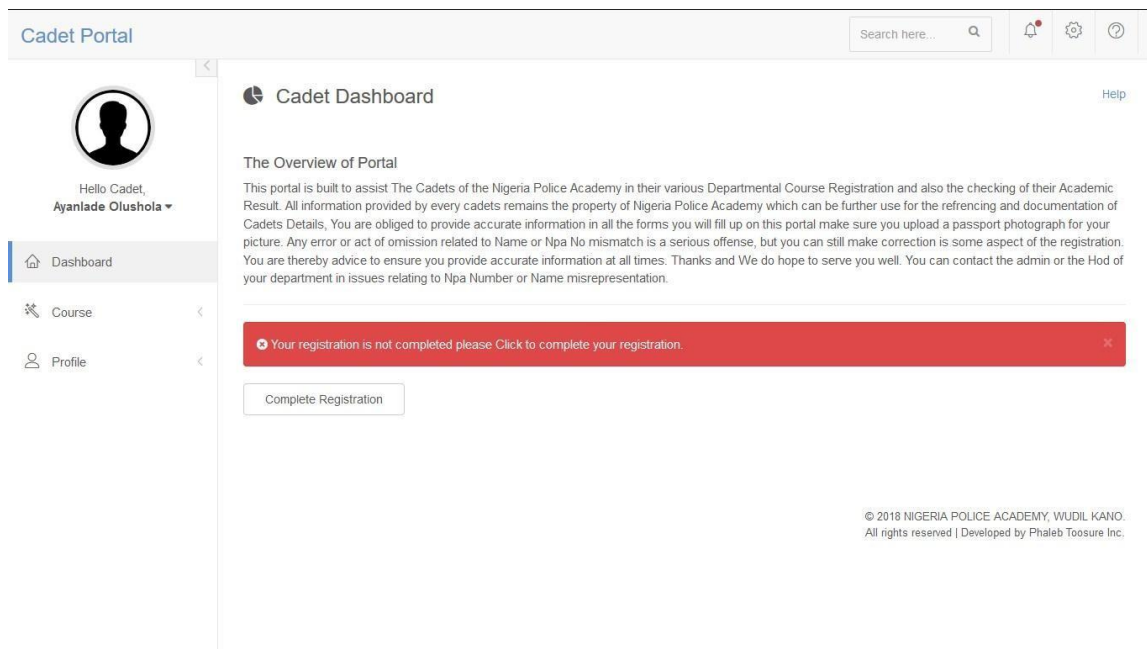 Cadet Portal
Search here...
Hello Cadet,
Ayanlade Olushola
Dashboard
Course
Profile
Cadet Dashboard
Help
The Overview of Portal
This portal is built to assist The Cadets of the Nigeria Police Academy in their various Departmental Course Registration and also the checking of their Academic
Result. All information provided by every cadets remains the property of Nigeria Police Academy which can be further use for the refrencing and documentation of
Cadets Details, You are obliged to provide accurate information in all the forms you will fill up on this portal make sure you upload a passport photograph for your
picture. Any error or act of omission related to Name or Npa No mismatch is a serious offense, but you can still make correction is some aspect of the registration.
You are thereby advice to ensure you provide accurate information at all times. Thanks and We do hope to serve you well. You can contact the admin or the Hod of
your department in issues relating to Npa Number or Name misrepresentation.
Your registration is not completed please Click to complete your registration.
Complete Registration
© 2018 NIGERIA POLICE ACADEMY, WUDIL KANO.
All rights reserved | Developed by Phaleb Toosure Inc.